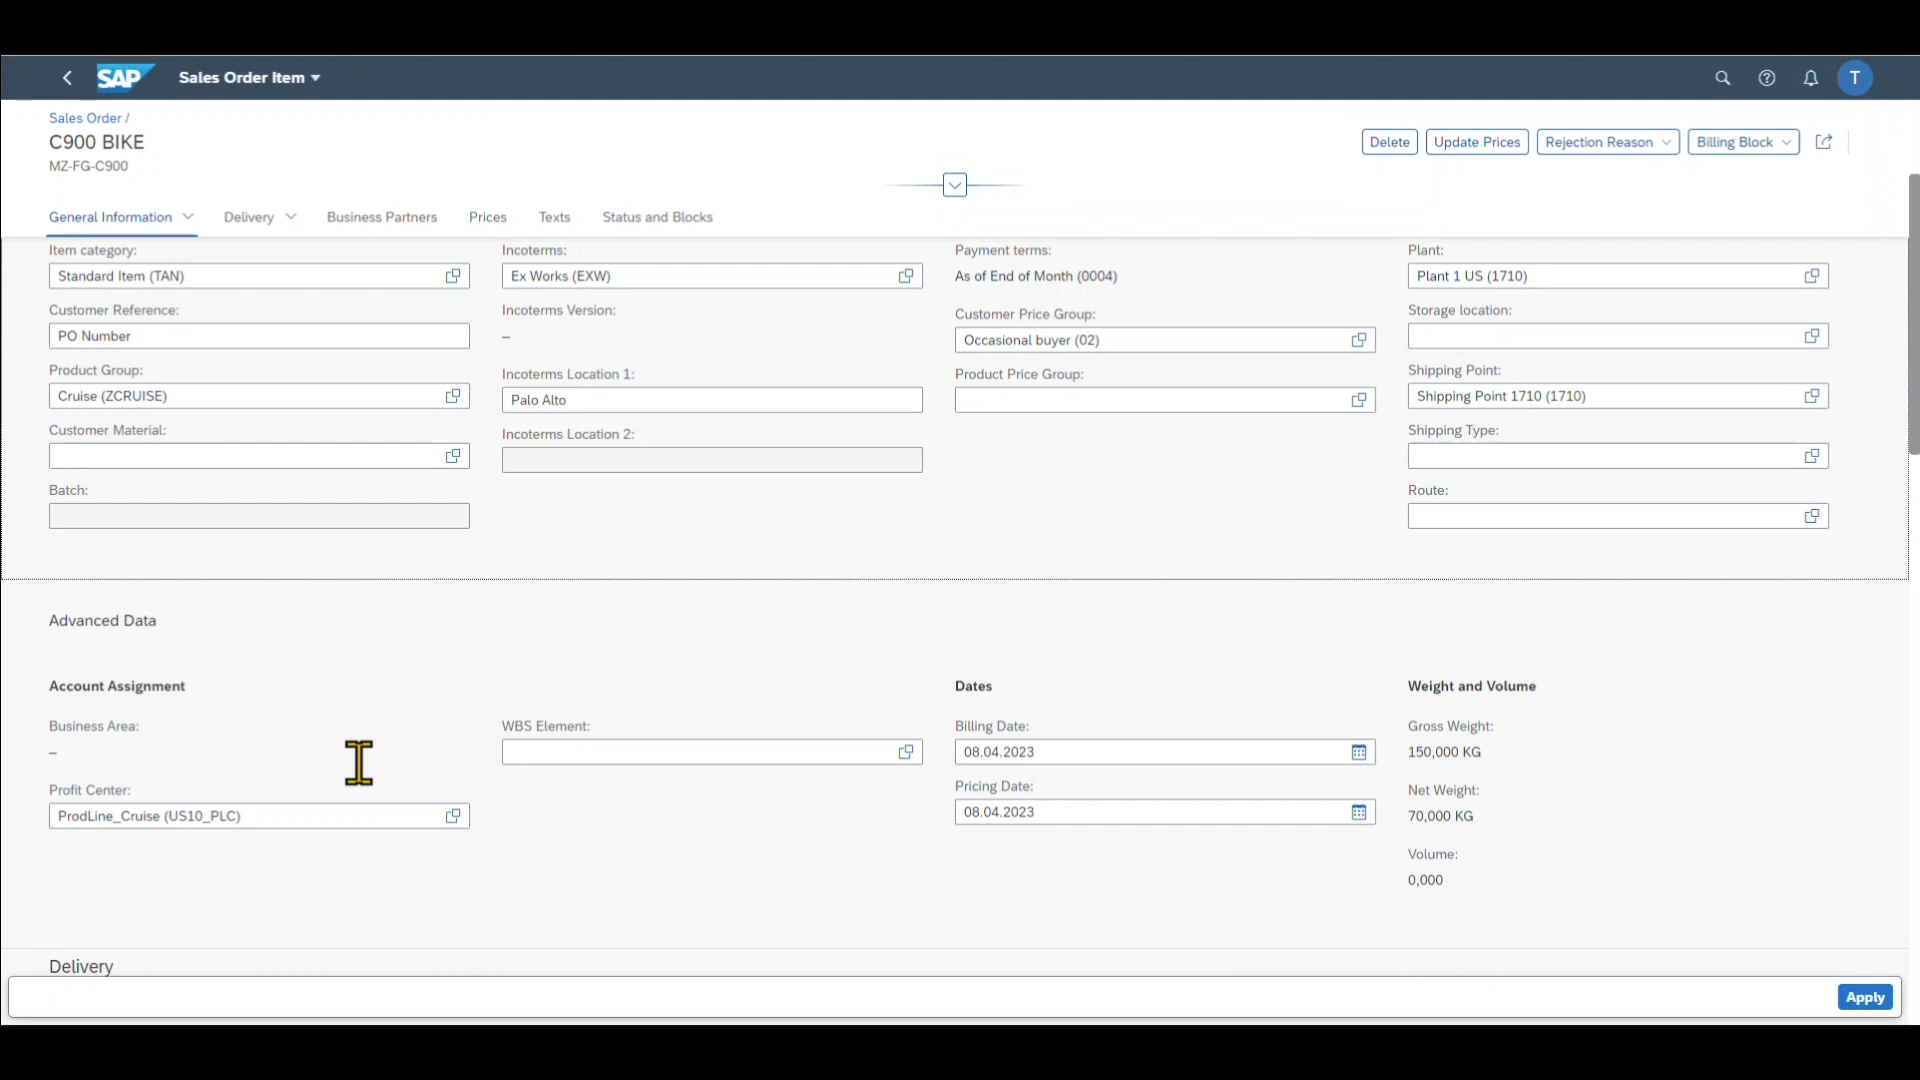 SAP
Sales Order Item
T
Sales Order /
C900 BIKE
MZ-FG-C900
Delete
Update Prices
Rejection Reason
Billing Block
General Information
Delivery
Business Partners
Prices
Texts
Status and Blocks
Item category:
Standard Item (TAN)
Customer Reference:
PO Number
Product Group:
Cruise (ZCRUISE)
Customer Material:
Batch:
Incoterms:
Ex Works (EXW)
Incoterms Version:
–
Incoterms Location 1:
Palo Alto
Incoterms Location 2:
Payment terms:
As of End of Month (0004)
Customer Price Group:
Occasional buyer (02)
Product Price Group:
Plant:
Plant 1 US (1710)
Storage location:
Shipping Point:
Shipping Point 1710 (1710)
Shipping Type:
Route:
Advanced Data
Account Assignment
Business Area:
–
Profit Center:
ProdLine_Cruise (US10_PLC)
WBS Element:
Dates
Billing Date:
08.04.2023
Pricing Date:
08.04.2023
Weight and Volume
Gross Weight:
150,000 KG
Net Weight:
70,000 KG
Volume:
0,000
Delivery
Apply